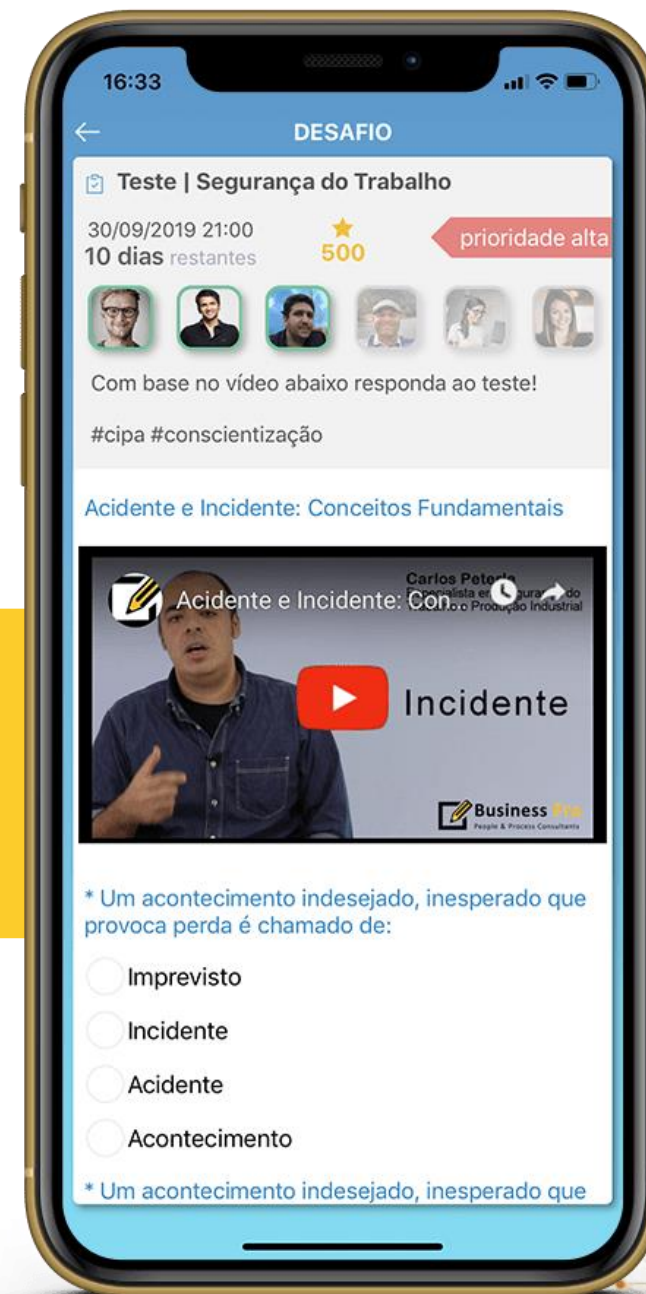 16:33
DESAFIO
Teste | Segurança do Trabalho
30/09/2019 21:00
10 dias restantes
500
prioridade alta
Com base no vídeo abaixo responda ao teste!
#cipa #conscientização
Acidente e Incidente: Conceitos Fundamentais
Carlos
Acidente e Incidente: Con...
Produção Industrial
Incidente
Business Pro
People & Process Consultants
* Um acontecimento indesejado, inesperado que
provoca perda é chamado de:
Imprevisto
Incidente
Acidente
Acontecimento
* Um acontecimento indesejado, inesperado que